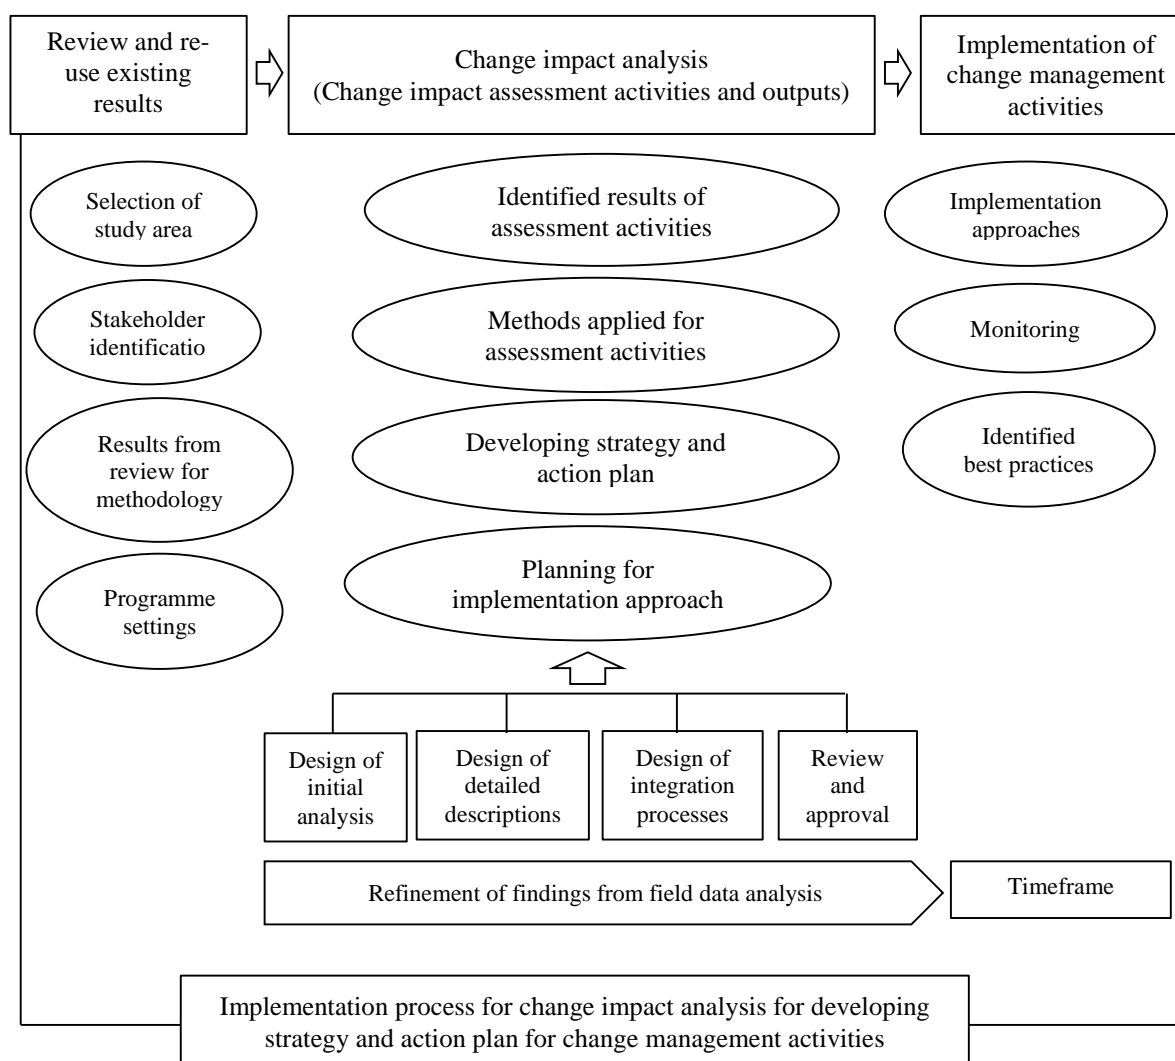 Review and re-
use existing
results
Change impact analysis
(Change impact assessment activities and outputs)
Implementation of
change management
activities
Selection of
study area
Stakeholder
identificatio
Results from
review for
methodology
Programme
settings
Identified results of
assessment activities
Methods applied for
assessment activities
Developing strategy and
action plan
Planning for
implementation approach
Implementation
approaches
Monitoring
Identified
best practices
Design of
initial
analysis
Design of
detailed
descriptions
Design of
integration
processes
Review
and
approval
Refinement of findings from field data analysis
Timeframe
Implementation process for change impact analysis for developing
strategy and action plan for change management activities